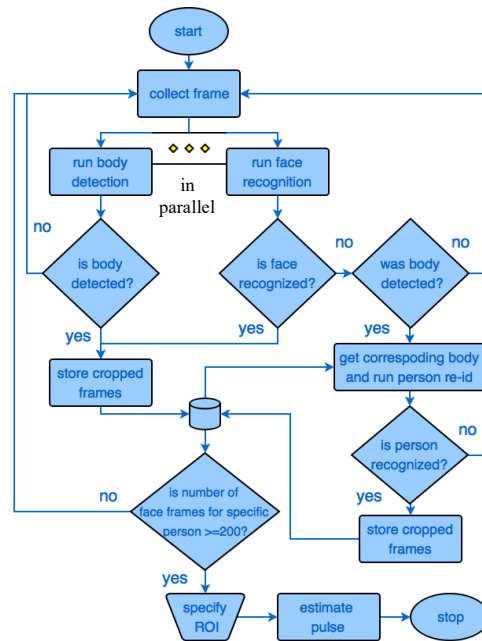 start
collect frame
run body
detection
run face
recognition
in
parallel
no
is body
detected?
is face
recognized?
no
was body
detected?
no
yes
yes
yes
store cropped
frames
get correspoding body
and run person re-id
is person
recognized?
no
yes
no
is number of
face frames for specific
person >=200?
store cropped
frames
yes
specify
ROI
estimate
pulse
stop